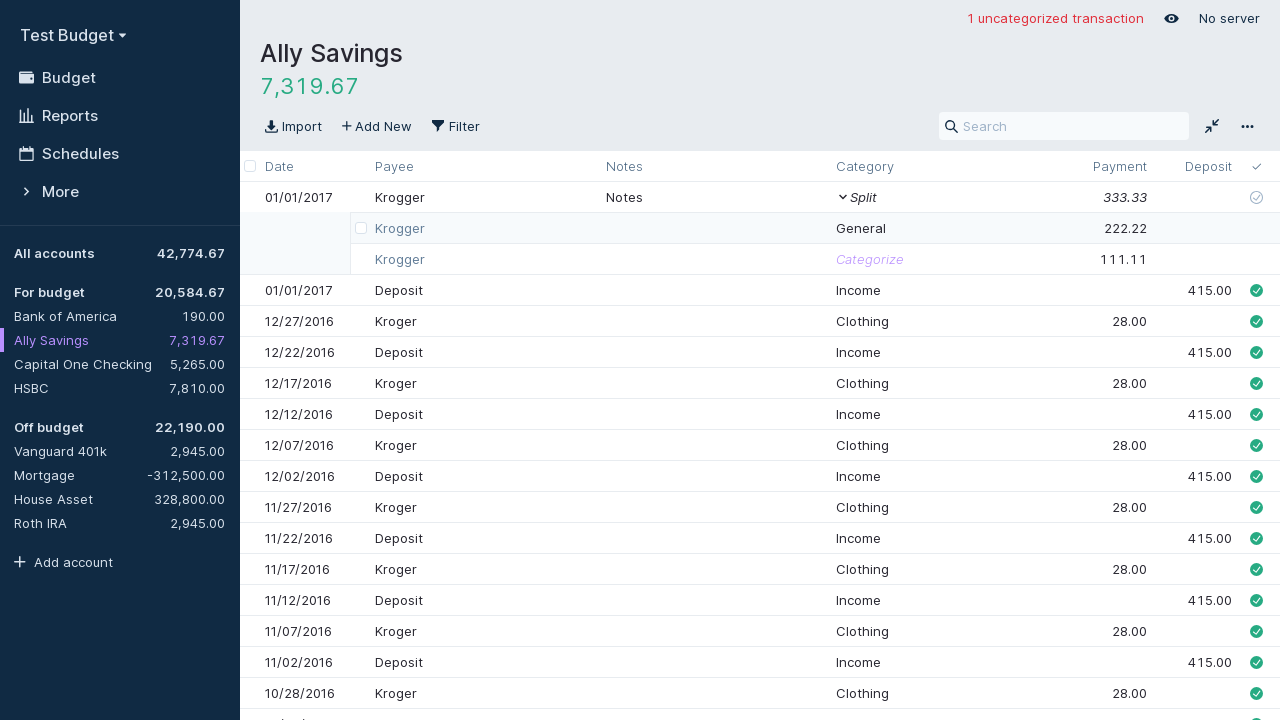 Test Budget
Budget
Reports
Schedules
More
All accounts 42,774.67
For budget 20,584.67
Bank of America 190.00
Ally Savings 7,319.67
Capital One Checking 5,265.00
HSBC 7,810.00
Off budget 22,190.00
Vanguard 401k 2,945.00
Mortgage -312,500.00
House Asset 328,800.00
Roth IRA 2,945.00
Add account
1 uncategorized transaction No server
Ally Savings
7,319.67
Import Add New Filter Search
Date Payee Notes Category Payment Deposit
01/01/2017 Krogger Notes Split 333.33
Krogger General 222.22
Krogger Categorize 111.11
01/01/2017 Deposit Income 415.00
12/27/2016 Kroger Clothing 28.00
12/22/2016 Deposit Income 415.00
12/17/2016 Kroger Clothing 28.00
12/12/2016 Deposit Income 415.00
12/07/2016 Kroger Clothing 28.00
12/02/2016 Deposit Income 415.00
11/27/2016 Kroger Clothing 28.00
11/22/2016 Deposit Income 415.00
11/17/2016 Kroger Clothing 28.00
11/12/2016 Deposit Income 415.00
11/07/2016 Kroger Clothing 28.00
11/02/2016 Deposit Income 415.00
10/28/2016 Kroger Clothing 28.00